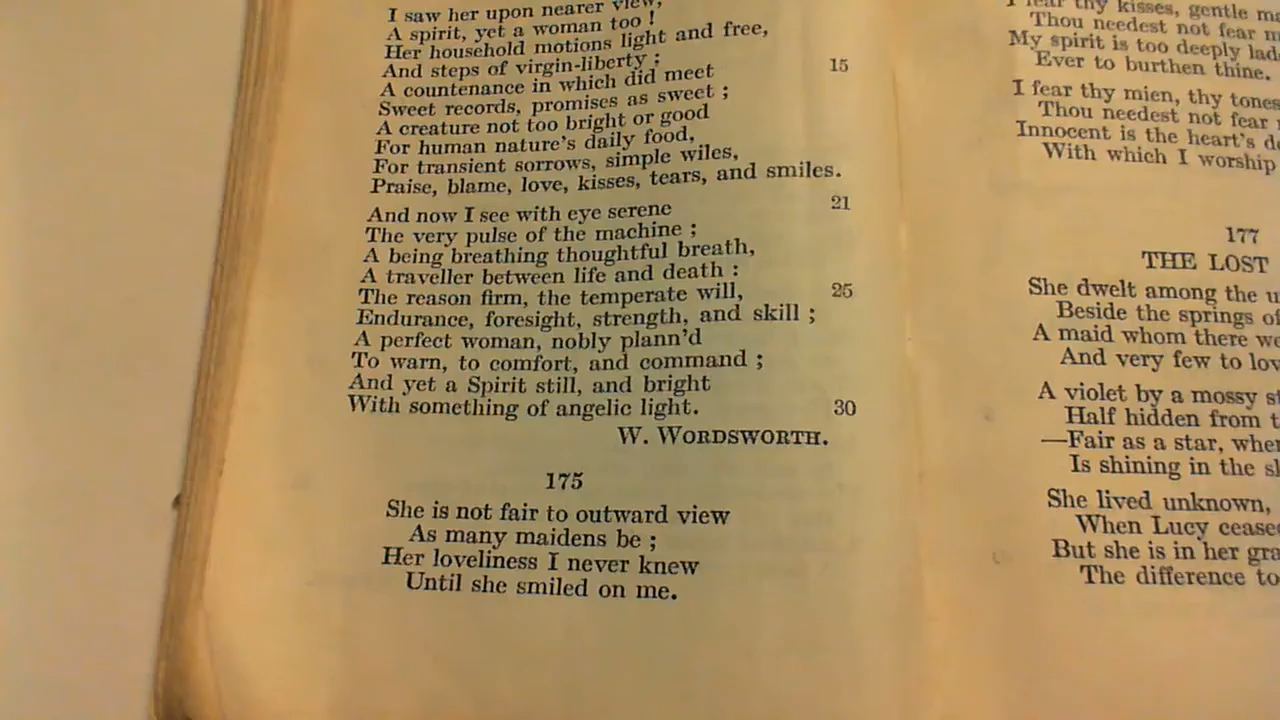 I saw her upon nearer view,
A spirit, yet a woman too !
Her household motions light and free,
And steps of virgin-liberty ;
15
A countenance in which did meet
Sweet records, promises as sweet ;
A creature not too bright or good
For human nature's daily food,
For transient sorrows, simple wiles,
Praise, blame, love, kisses, tears, and smiles.
And now I see with eye serene
21
The very pulse of the machine ;
A being breathing thoughtful breath,
A traveller between life and death :
The reason firm, the temperate will,
25
Endurance, foresight, strength, and skill ;
A perfect woman, nobly plann'd
To warn, to comfort, and command ;
And yet a Spirit still, and bright
With something of angelic light.
30
W. WORDSWORTH.
175
She is not fair to outward view
As many maidens be ;
Her loveliness I never knew
Until she smiled on me.
I fear thy kisses, gentle
Thou needest not fear
My spirit is too deeply
Ever to burthen thine.
I fear thy mien, thy tones
Thou needest not fear
Innocent is the heart's
With which I worship
177
THE LOST
She dwelt among the
Beside the springs of
A maid whom there
And very few to
A violet by a mossy
Half hidden from
—Fair as a star, when
Is shining in the
She lived unknown,
When Lucy ceased
But she is in her
The difference to